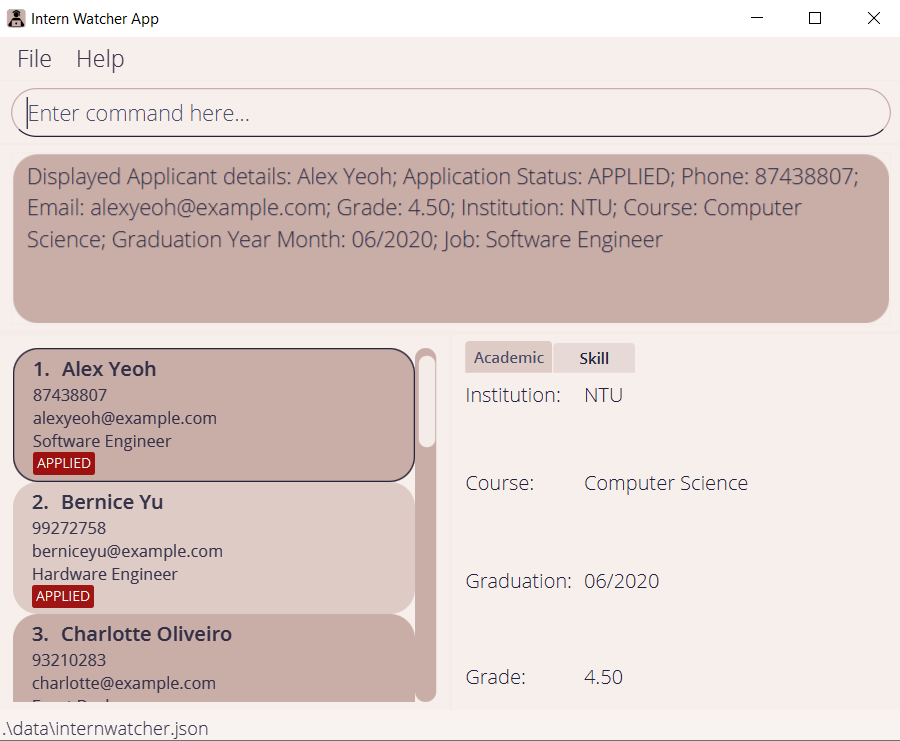 Intern Watcher App
File Help
Enter command here...
Displayed Applicant details: Alex Yeoh; Application Status: APPLIED; Phone: 87438807;
Email: alexyeoh@example.com; Grade: 4.50; Institution: NTU; Course: Computer
Science; Graduation Year Month: 06/2020; Job: Software Engineer
1. Alex Yeoh
87438807
alexyeoh@example.com
Software Engineer
APPLIED
2. Bernice Yu
99272758
berniceyu@example.com
Hardware Engineer
APPLIED
3. Charlotte Oliveiro
93210283
charlotte@example.com
Academic Skill
Institution: NTU
Course: Computer Science
Graduation: 06/2020
Grade: 4.50
.\data\internwatcher.json